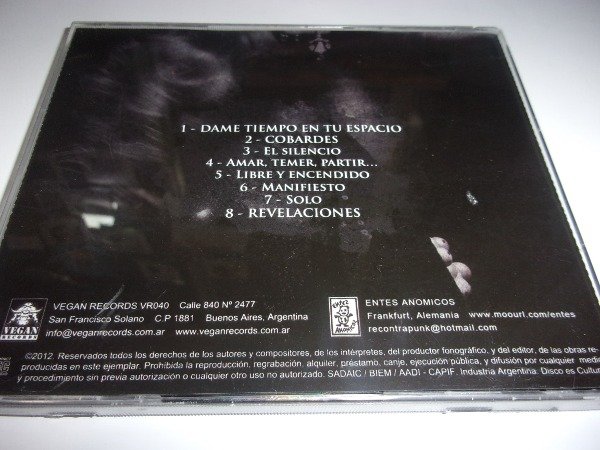 1 - DAME TIEMPO EN TU ESPACIO
2 - COBARDES
3 - EL SILENCIO
4 - AMAR, TEMER, PARTIR...
5 - LIBRE Y ENCENDIDO
6 - MANIFIESTO
7 - SOLO
8 - REVELACIONES
VEGAN RECORDS
VEGAN RECORDS VR040 Calle 840 Nº 2477
San Francisco Solano C.P 1881 Buenos Aires, Argentina
info@veganrecords.com.ar www.veganrecords.com.ar
ENTES ANOMICOS
ENTES ANOMICOS
Frankfurt, Alemania www.moourl.com/entes
recontrapunk@hotmail.com
©2012. Reservados todos los derechos de los autores y compositores, de los intérpretes, del productor fonográfico, y del editor, de las obras re-
producidas en este ejemplar. Prohibida la reproducción, regrabación, alquiler, préstamo, canje, ejecución pública, y difusión por cualquier medio
y procedimiento sin previa autorización o cualquier otro uso no autorizado. SADAIC / BIEM / AADI - CAPIF. Industria Argentina. Disco es Cultur